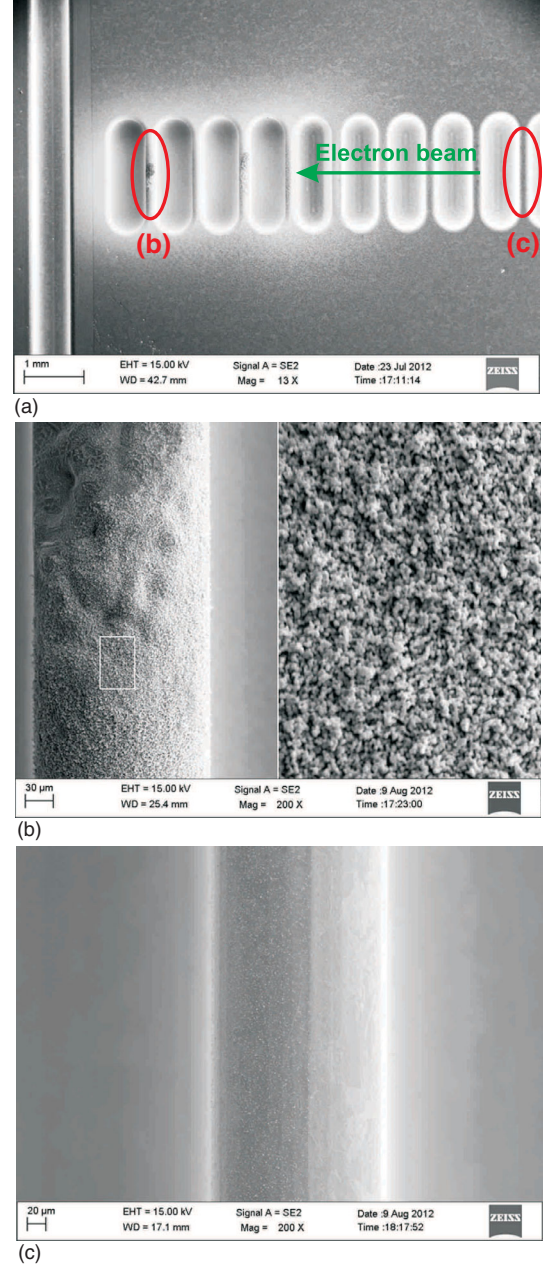 Electron beam
(b)
(c)
1 mm
EHT = 15.00 kV
WD = 42.7 mm
Signal A = SE2
Mag = 13 X
Date :23 Jul 2012
Time :17:11:14
ZEISS
(a)
30 µm
EHT = 15.00 kV
WD = 25.4 mm
Signal A = SE2
Mag = 200 X
Date :9 Aug 2012
Time :17:23:00
ZEISS
(b)
20 µm
EHT = 15.00 kV
WD = 17.1 mm
Signal A = SE2
Mag = 200 X
Date :9 Aug 2012
Time :18:17:52
ZEISS
(c)